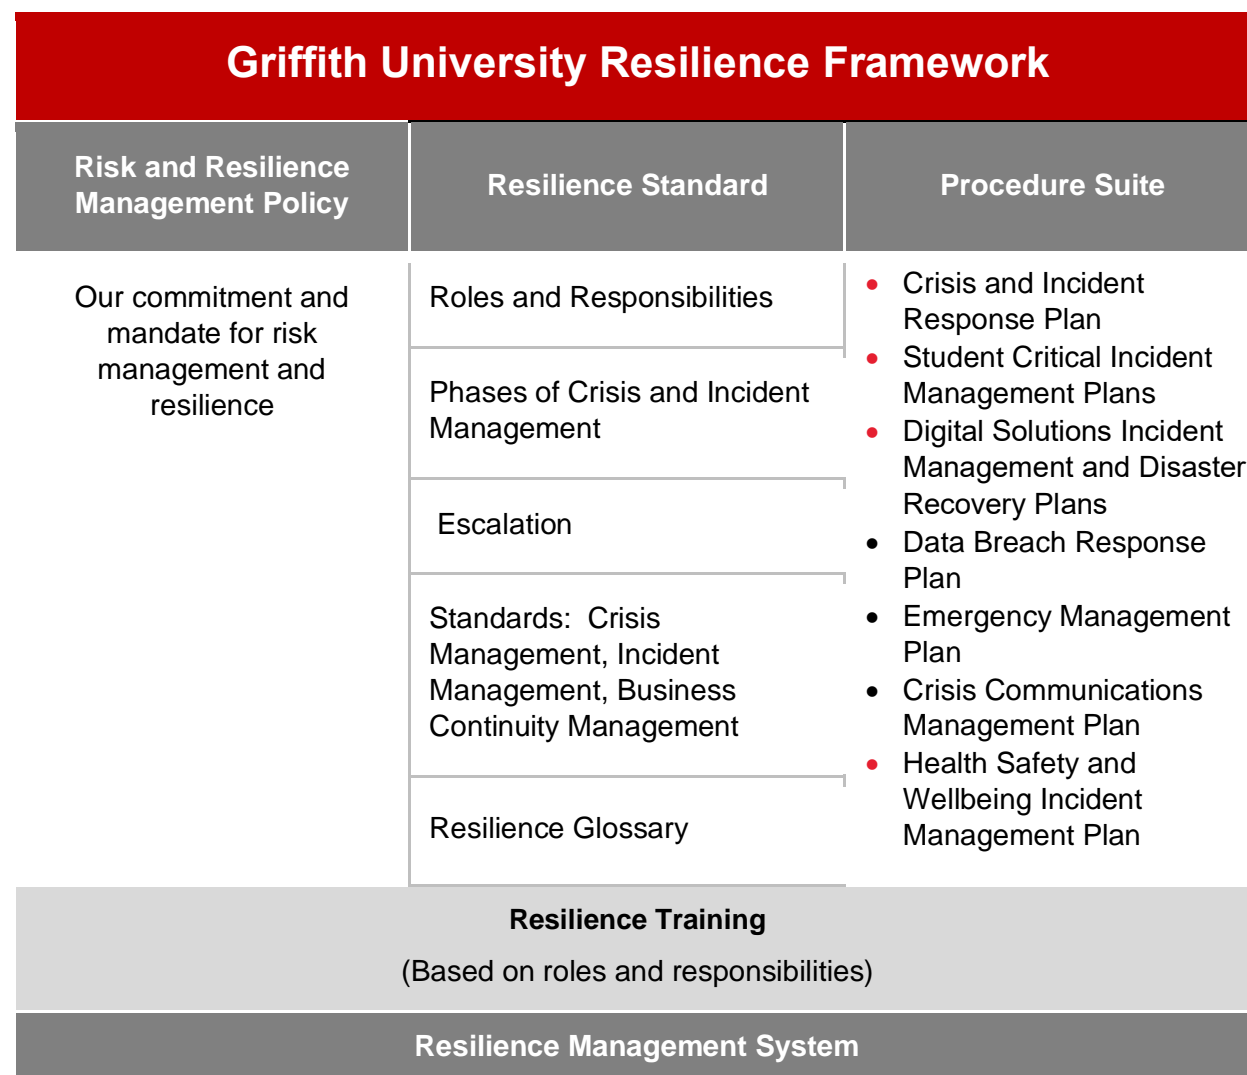 Griffith University Resilience Framework
Risk and Resilience
Management Policy
Resilience Standard
Procedure Suite
Our commitment and
mandate for risk
management and
resilience
Roles and Responsibilities
Phases of Crisis and Incident
Management
Escalation
Standards:  Crisis
Management, Incident
Management, Business
Continuity Management
Resilience Glossary
• Crisis and Incident
Response Plan
• Student Critical Incident
Management Plans
• Digital Solutions Incident
Management and Disaster
Recovery Plans
• Data Breach Response
Plan
• Emergency Management
Plan
• Crisis Communications
Management Plan
• Health Safety and
Wellbeing Incident
Management Plan
Resilience Training
(Based on roles and responsibilities)
Resilience Management System